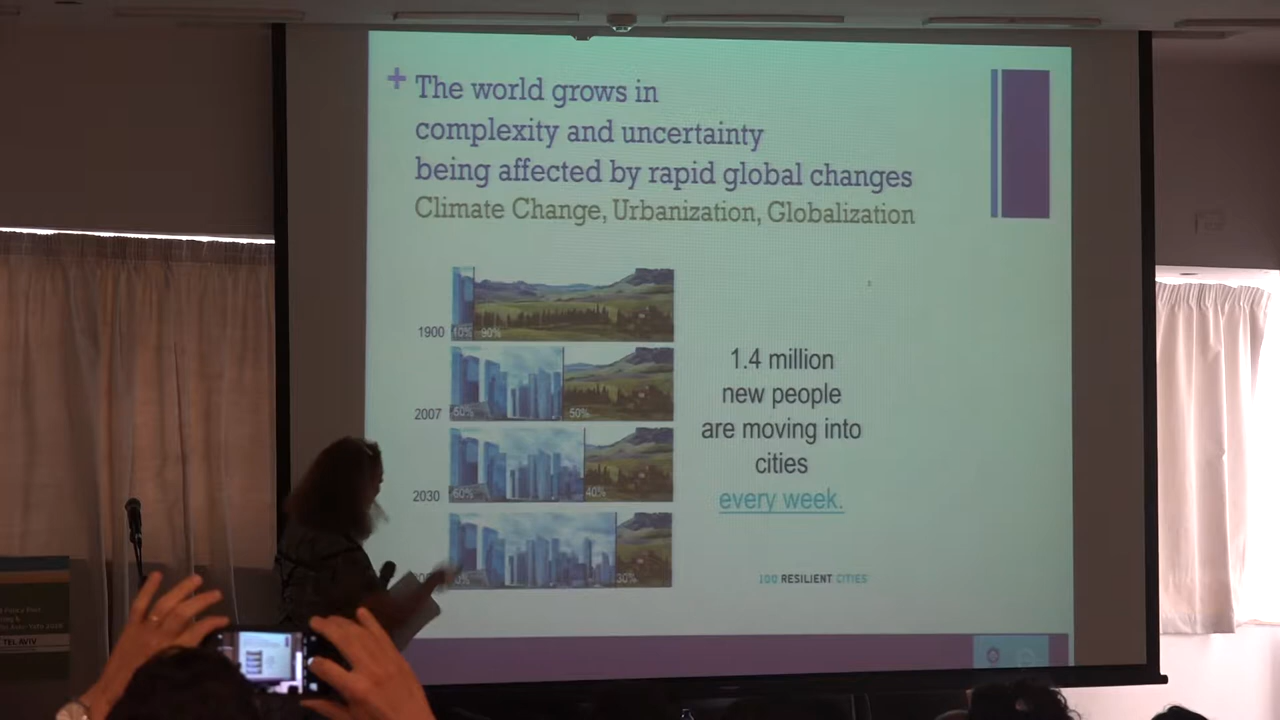 + The world grows in
complexity and uncertainty
being affected by rapid global changes
Climate Change, Urbanization, Globalization
1900 10% 90%
2007 50% 50%
2030 60% 40%
30%
1.4 million
new people
are moving into
cities
every week.
100 RESILIENT CITIES
TEL AVIV